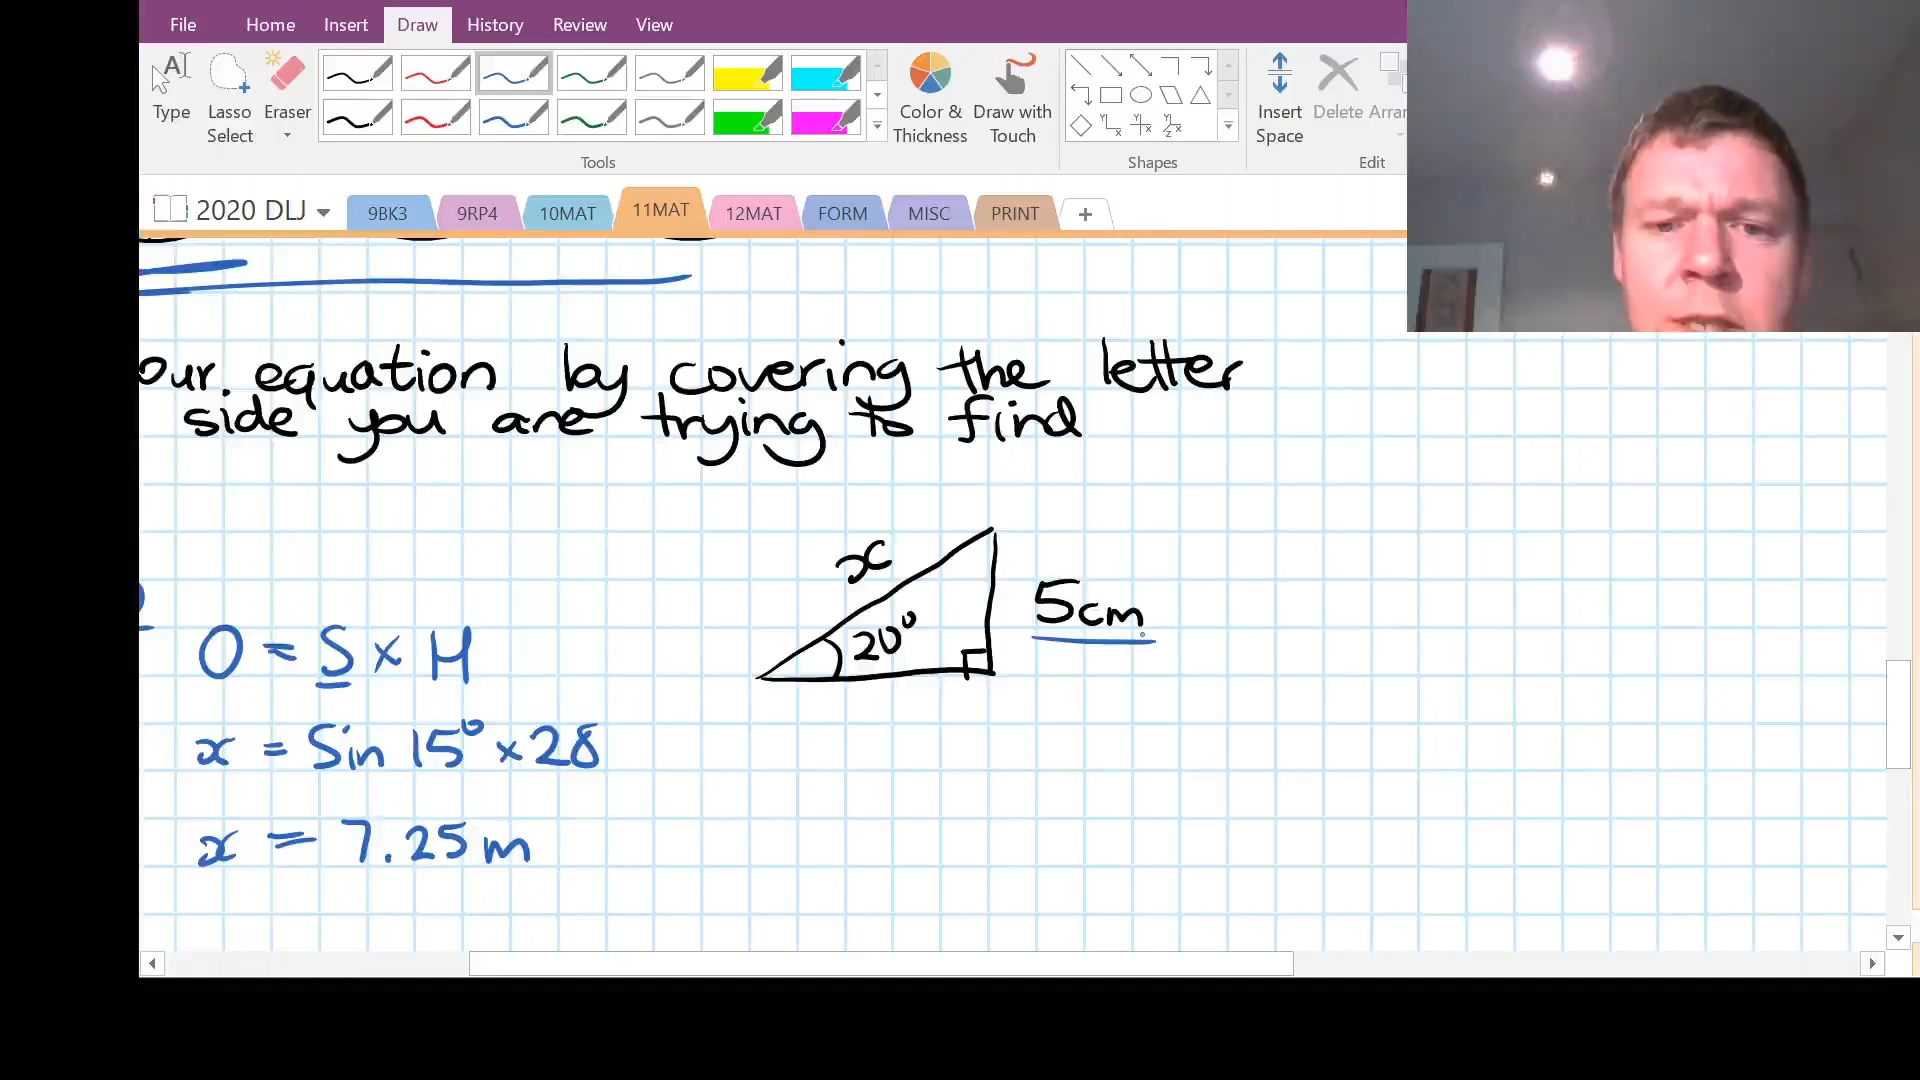 File Home Insert Draw History Review View
Type Lasso Select Eraser Color & Thickness Draw with Touch Insert Space Delete Arran
Tools Shapes Edit
2020 DLJ 9BK3 9RP4 10MAT 11MAT 12MAT FORM MISC PRINT +
our equation by covering the letter
side you are trying to find
x
5cm
20°
O = S x H
x = Sin 15° x 28
x = 7.25 m